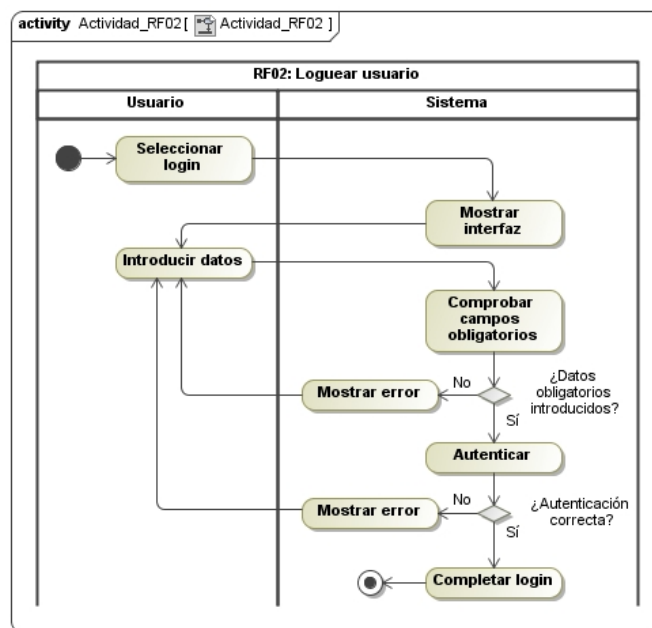 activity Actividad_RF02 [ Actividad_RF02 ]
RF02: Loguear usuario
Usuario
Sistema
Seleccionar
login
Mostrar
interfaz
Introducir datos
Comprobar
campos
obligatorios
¿Datos
obligatorios
introducidos?
No
Mostrar error
Sí
Autenticar
¿Autenticación
correcta?
No
Mostrar error
Sí
Completar login